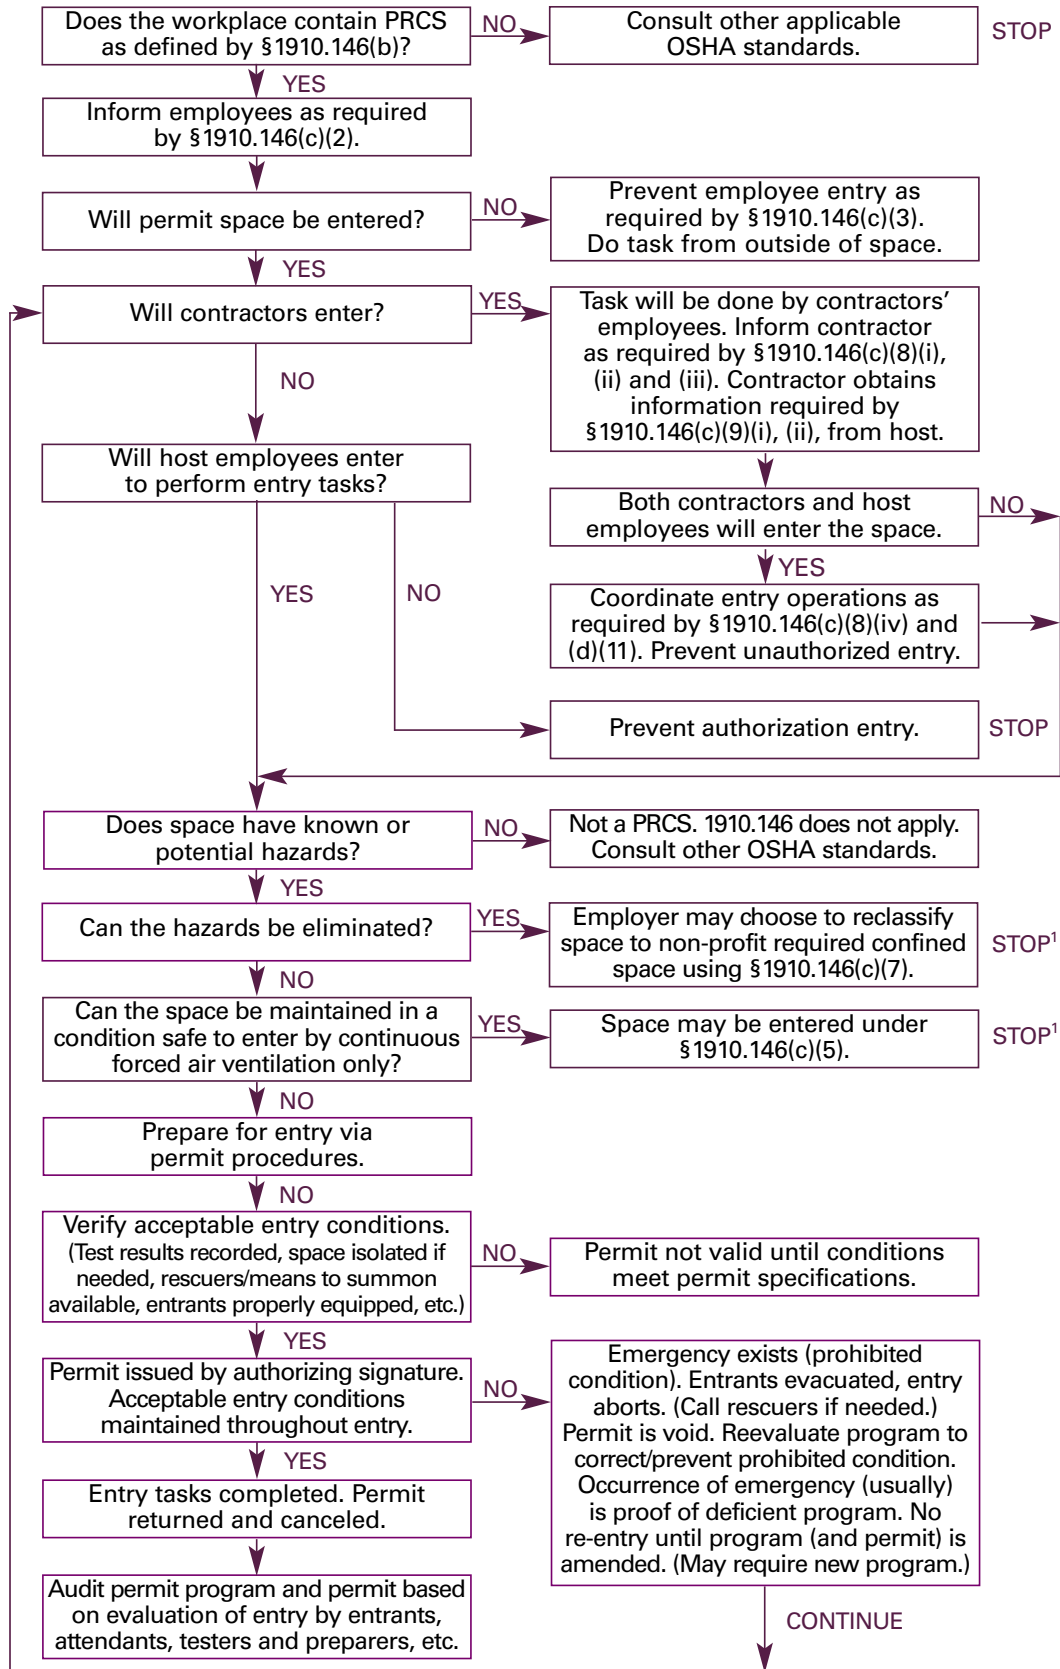 Does the workplace contain PRCS
as defined by §1910.146(b)?
NO
Consult other applicable
OSHA standards.
STOP
YES
Inform employees as required
by §1910.146(c)(2).
Will permit space be entered?
NO
Prevent employee entry as
required by §1910.146(c)(3).
Do task from outside of space.
YES
Will contractors enter?
YES
Task will be done by contractors’
employees. Inform contractor
as required by §1910.146(c)(8)(i),
(ii) and (iii). Contractor obtains
information required by
§1910.146(c)(9)(i), (ii), from host.
NO
Will host employees enter
to perform entry tasks?
Both contractors and host
employees will enter the space.
NO
YES
YES
NO
Coordinate entry operations as
required by §1910.146(c)(8)(iv) and
(d)(11). Prevent unauthorized entry.
Prevent authorization entry.
STOP
Does space have known or
potential hazards?
NO
Not a PRCS. 1910.146 does not apply.
Consult other OSHA standards.
YES
Can the hazards be eliminated?
YES
Employer may choose to reclassify
space to non-profit required confined
space using §1910.146(c)(7).
STOP¹
NO
Can the space be maintained in a
condition safe to enter by continuous
forced air ventilation only?
YES
Space may be entered under
§1910.146(c)(5).
STOP¹
NO
Prepare for entry via
permit procedures.
NO
Verify acceptable entry conditions.
(Test results recorded, space isolated if
needed, rescuers/means to summon
available, entrants properly equipped, etc.)
NO
Permit not valid until conditions
meet permit specifications.
YES
Permit issued by authorizing signature.
Acceptable entry conditions
maintained throughout entry.
NO
Emergency exists (prohibited
condition). Entrants evacuated, entry
aborts. (Call rescuers if needed.)
Permit is void. Reevaluate program to
correct/prevent prohibited condition.
Occurrence of emergency (usually)
is proof of deficient program. No
re-entry until program (and permit) is
amended. (May require new program.)
YES
Entry tasks completed. Permit
returned and canceled.
Audit permit program and permit based
on evaluation of entry by entrants,
attendants, testers and preparers, etc.
CONTINUE